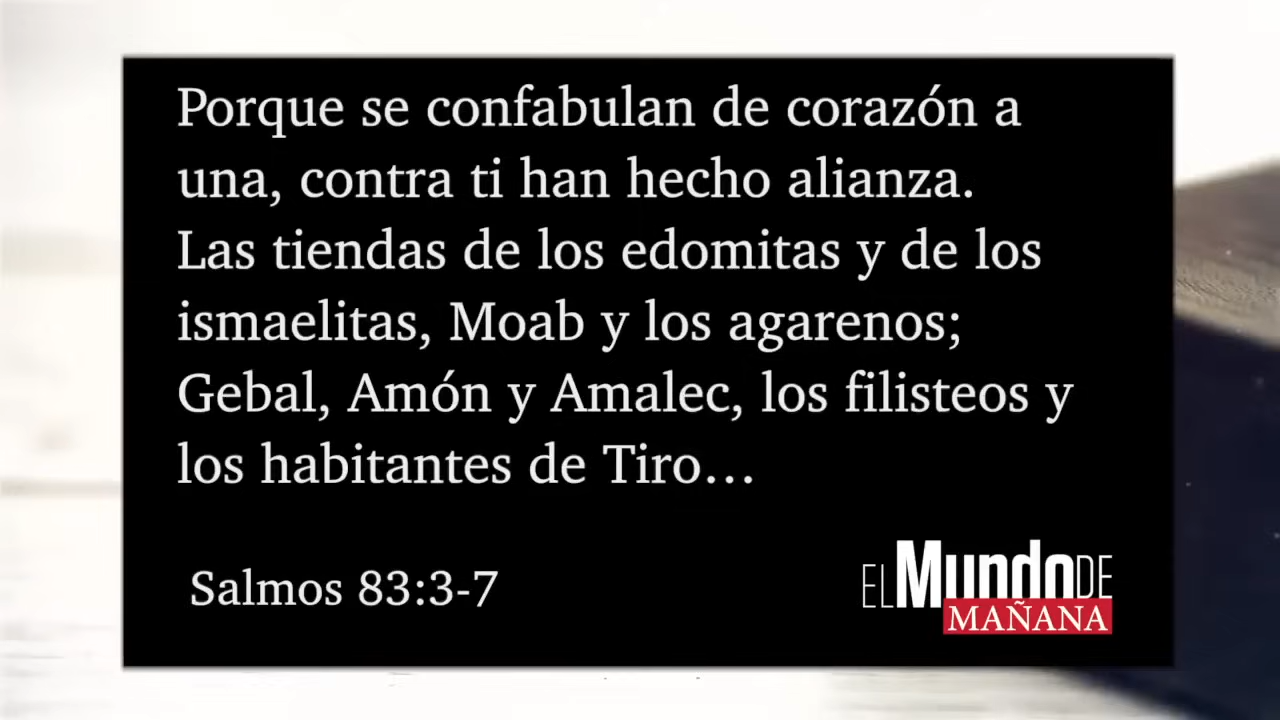 Porque se confabulan de corazón a
una, contra ti han hecho alianza.
Las tiendas de los edomitas y de los
ismaelitas, Moab y los agarenos;
Gebal, Amón y Amalec, los filisteos y
los habitantes de Tiro…
Salmos 83:3-7
EL Mundo DE
MAÑANA